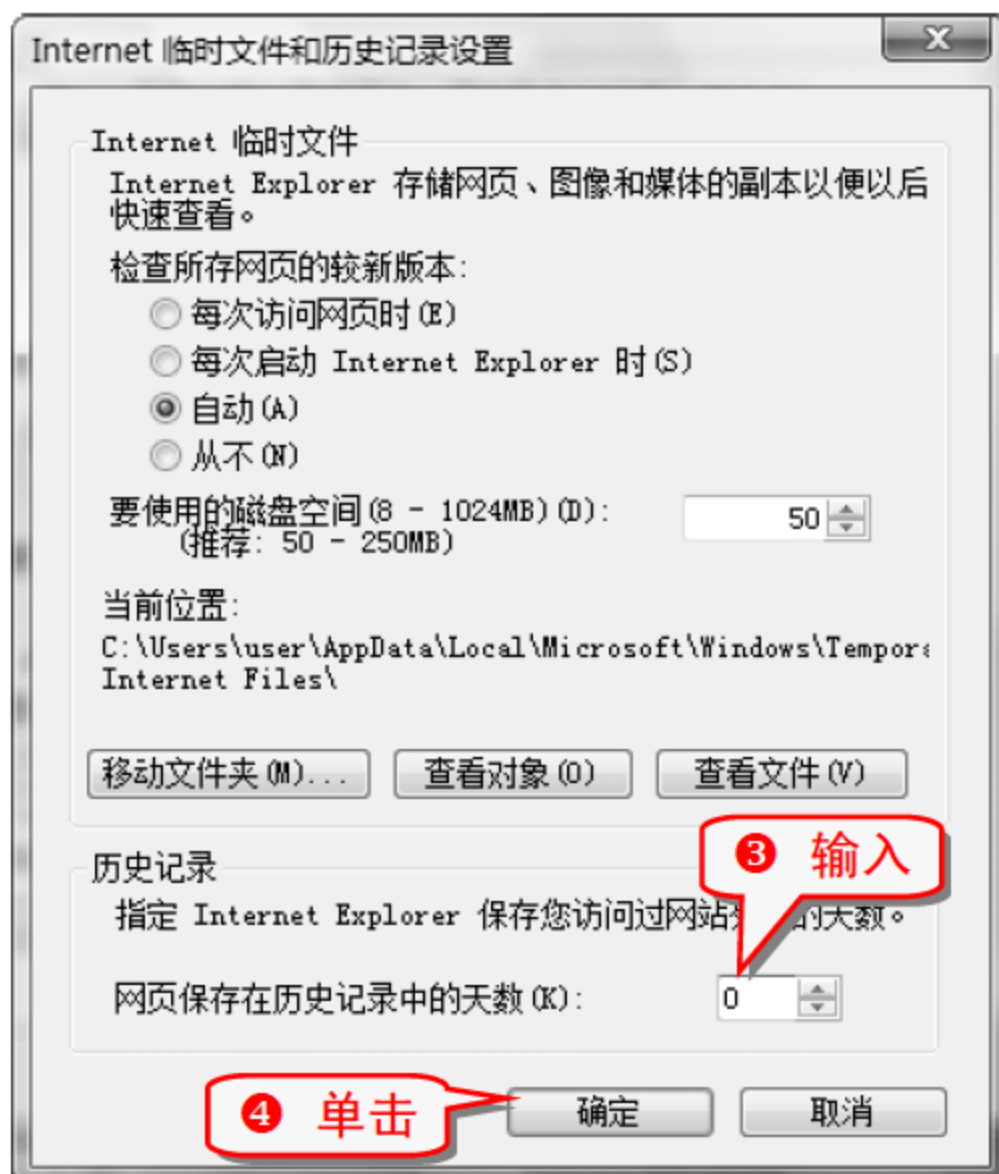 Internet 临时文件和历史记录设置
Internet 临时文件
Internet Explorer 存储网页、图像和媒体的副本以便以后
快速查看。
检查所存网页的较新版本:
每次访问网页时(E)
每次启动 Internet Explorer 时(S)
自动(A)
从不(N)
要使用的磁盘空间(8 - 1024MB)(D):
50
(推荐: 50 - 250MB)
当前位置:
C:\Users\user\AppData\Local\Microsoft\Windows\Tempora
Internet Files\
移动文件夹(M)... 查看对象(O) 查看文件(V)
❸ 输入
历史记录
指定 Internet Explorer 保存您访问过网站 的天数。
网页保存在历史记录中的天数(K): 0
❹ 单击
确定 取消